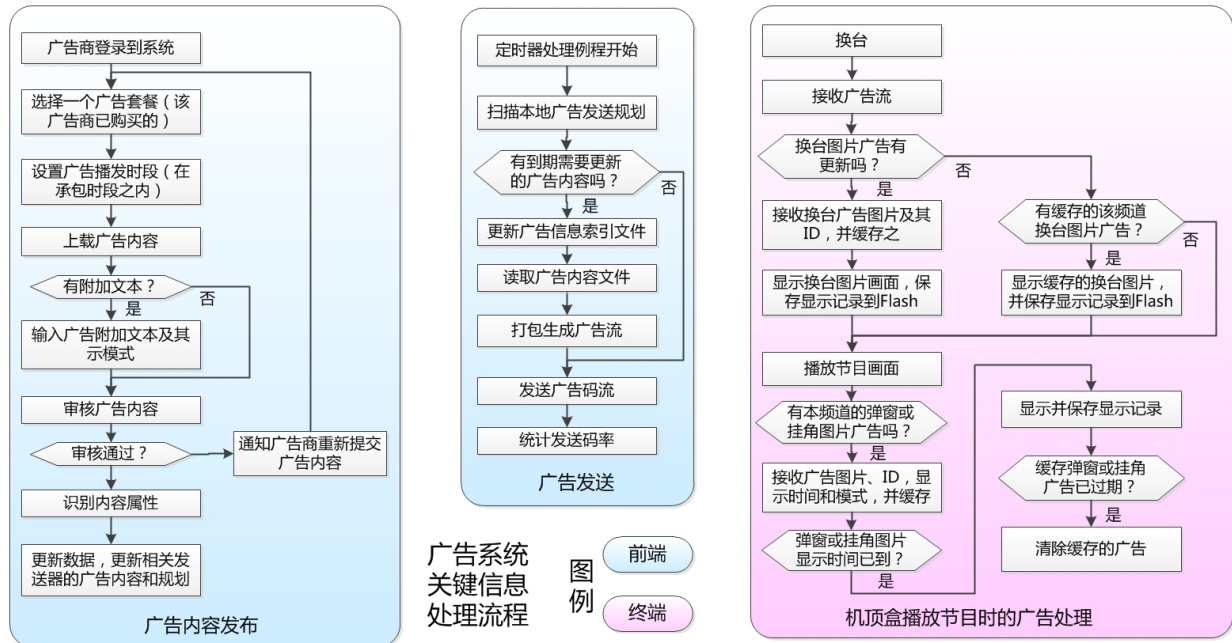 广告商登录到系统
选择一个广告套餐（该
广告商已购买的）
设置广告播发时段（在
承包时段之内）
上载广告内容
有附加文本？
否
是
输入广告附加文本及其
示模式
审核广告内容
审核通过？
通知广告商重新提交
广告内容
识别内容属性
更新数据，更新相关发
送器的广告内容和规划
广告内容发布
定时器处理例程开始
扫描本地广告发送规划
有到期需要更新
的广告内容吗？
否
是
更新广告信息索引文件
读取广告内容文件
打包生成广告流
发送广告码流
统计发送码率
广告发送
广告系统
关键信息
处理流程
图
例
前端
终端
换台
接收广告流
换台图片广告有
更新吗？
否
是
接收换台广告图片及其
ID，并缓存之
显示换台图片画面，保
存显示记录到Flash
有缓存的该频道
换台图片广告？
否
是
显示缓存的换台图片，
并保存显示记录到Flash
播放节目画面
有本频道的弹窗或
挂角图片广告吗？
是
接收广告图片、ID，显
示时间和模式，并缓存
弹窗或挂角图片
显示时间已到？
是
显示并保存显示记录
缓存弹窗或挂角
广告已过期？
是
清除缓存的广告
机顶盒播放节目时的广告处理